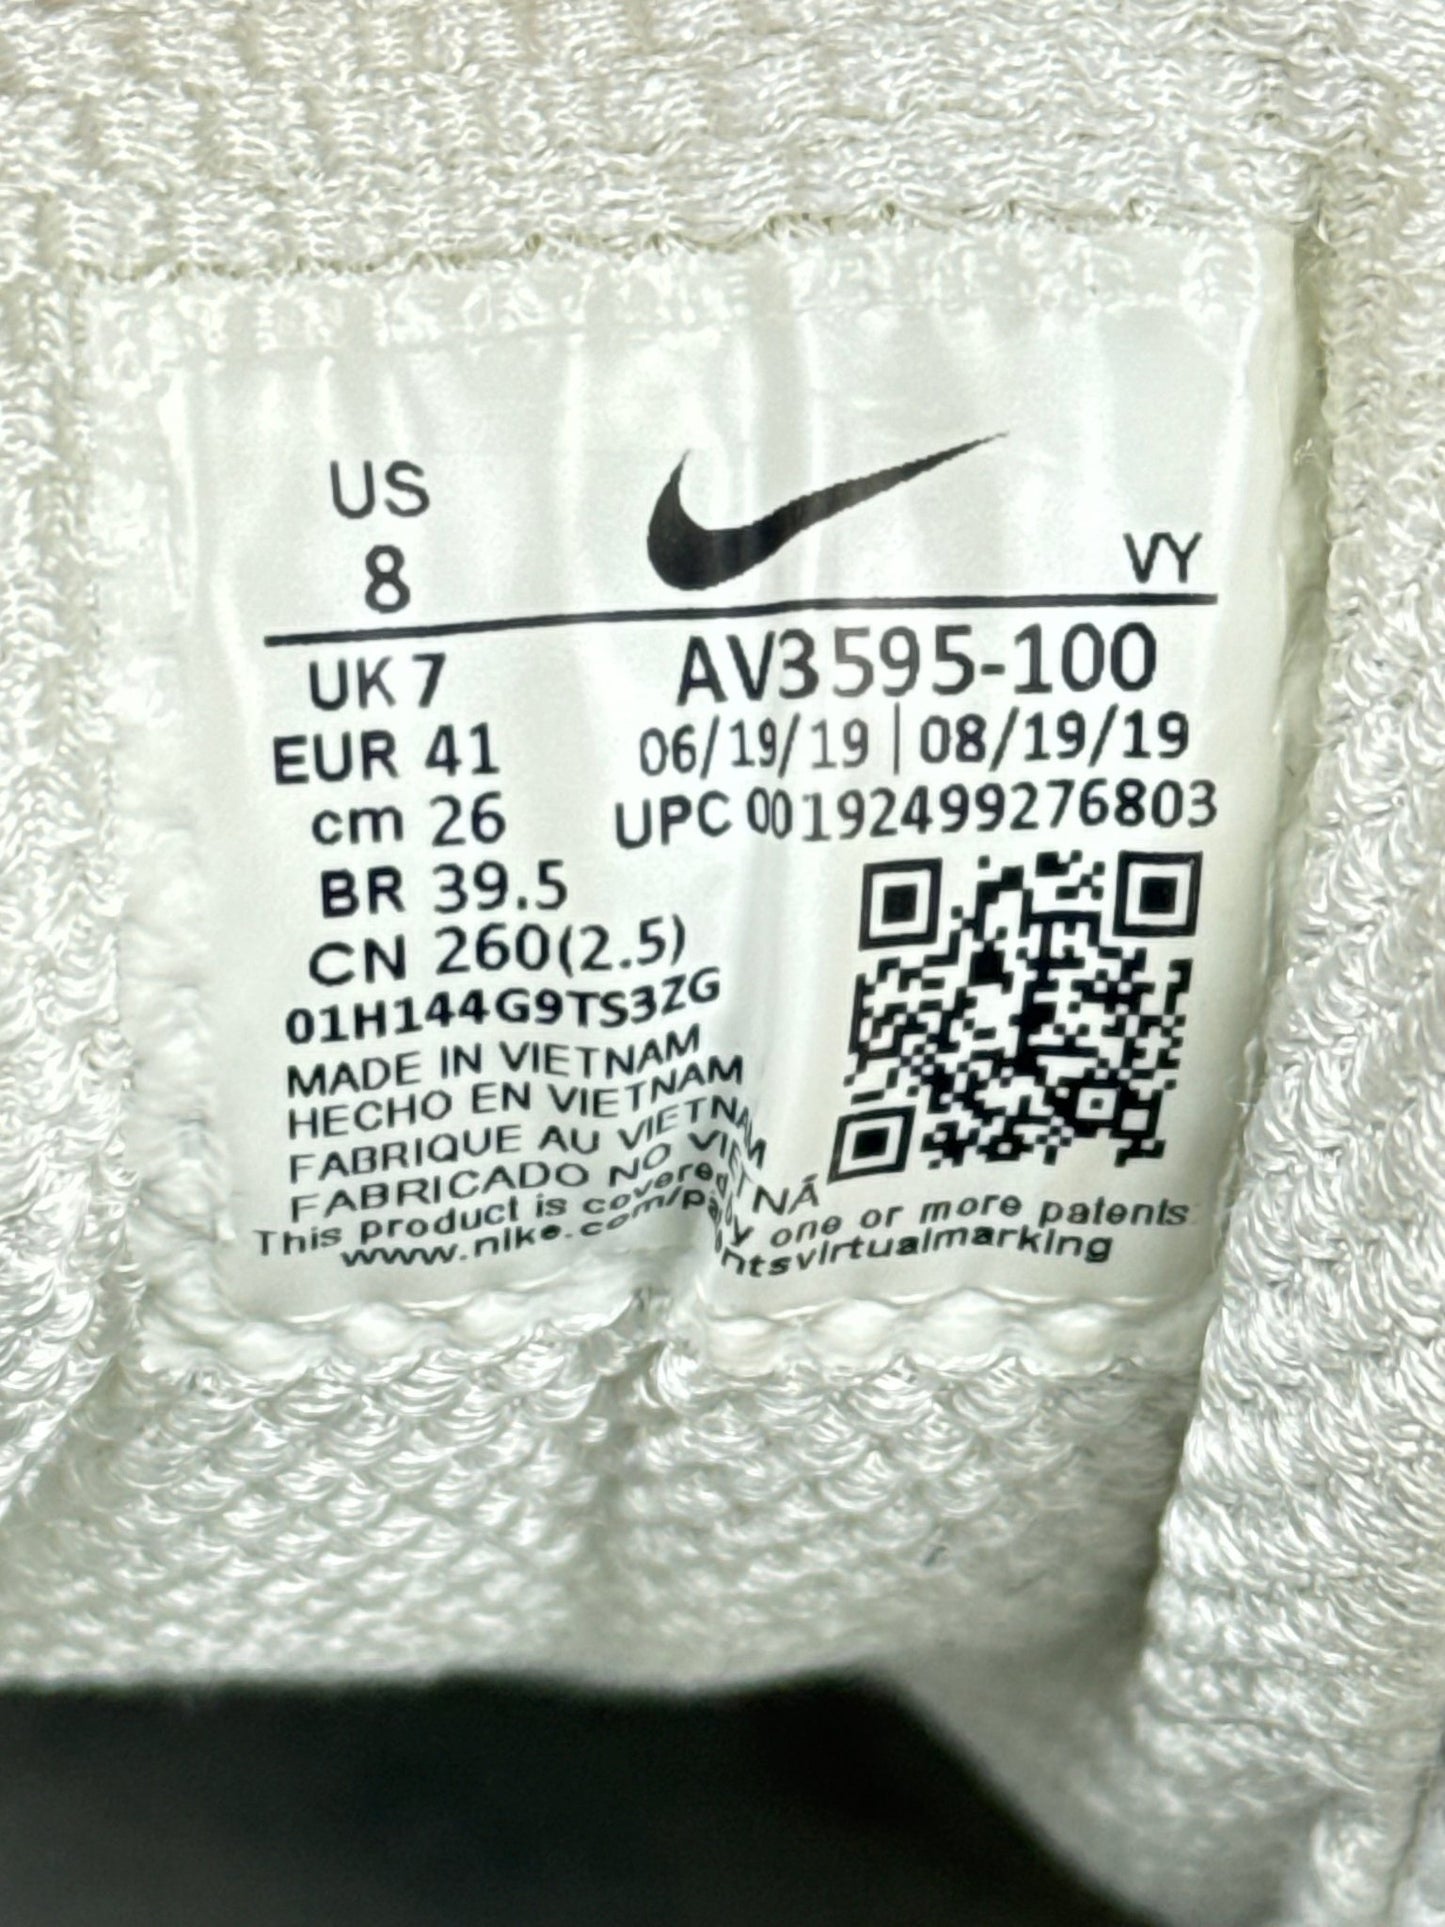 US
8
VY
UK 7
AV3595-100
EUR 41
06/19/19 | 08/19/19
cm 26
UPC 00192499276803
BR 39.5
CN 260(2.5)
01H144G9TS3ZG
MADE IN VIETNAM
HECHO EN VIETNAM
FABRIQUE AU VIETNAM
FABRICADO NO VIETNÃ
This product is covered by one or more patents
www.nike.com/patentsvirtualmarking